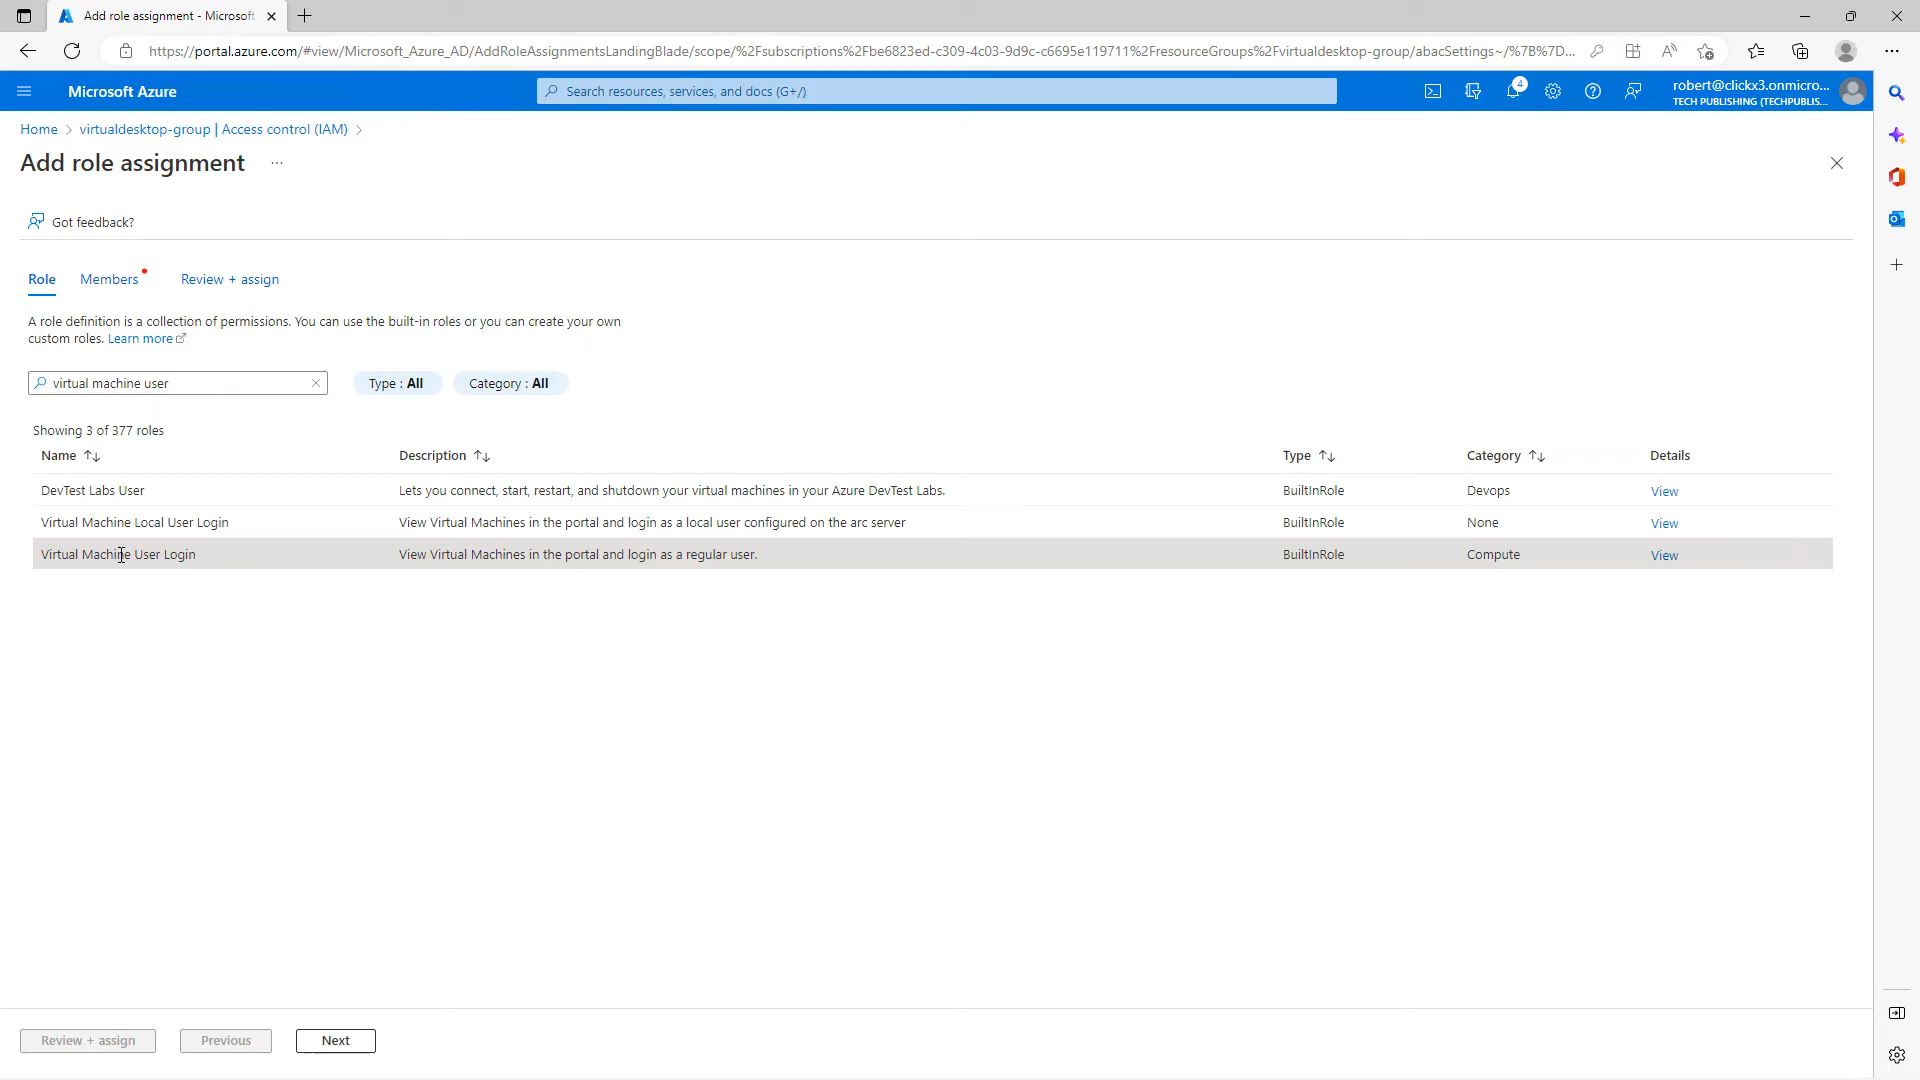 Add role assignment - Microsoft
https://portal.azure.com/#view/Microsoft_Azure_AD/AddRoleAssignmentsLandingBlade/scope/%2Fsubscriptions%2Fbe6823ed-c309-4c03-9d9c-c6695e119711%2FresourceGroups%2Fvirtualdesktop-group/abacSettings~/%7B%7D...
Microsoft Azure
Search resources, services, and docs (G+/)
4
robert@clickx3.onmicro...
TECH PUBLISHING (TECHPUBLIS...
Home > virtualdesktop-group | Access control (IAM) >
Add role assignment ...
Got feedback?
Role Members Review + assign
A role definition is a collection of permissions. You can use the built-in roles or you can create your own
custom roles. Learn more
virtual machine user
Type : All
Category : All
Showing 3 of 377 roles
Name Description Type Category Details
DevTest Labs User Lets you connect, start, restart, and shutdown your virtual machines in your Azure DevTest Labs. BuiltInRole Devops View
Virtual Machine Local User Login View Virtual Machines in the portal and login as a local user configured on the arc server BuiltInRole None View
Virtual Machine User Login View Virtual Machines in the portal and login as a regular user. BuiltInRole Compute View
Review + assign Previous Next